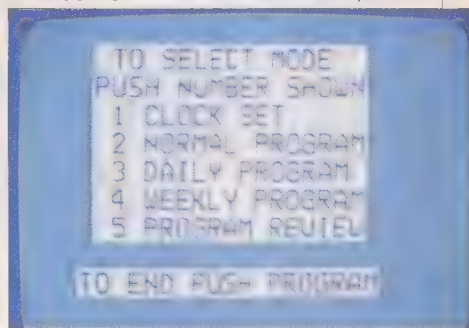 TO SELECT MODE
PUSH NUMBER SHOWN
1 CLOCK SET
2 NORMAL PROGRAM
3 DAILY PROGRAM
4 WEEKLY PROGRAM
5 PROGRAM REVIEW
TO END PUSH PROGRAM